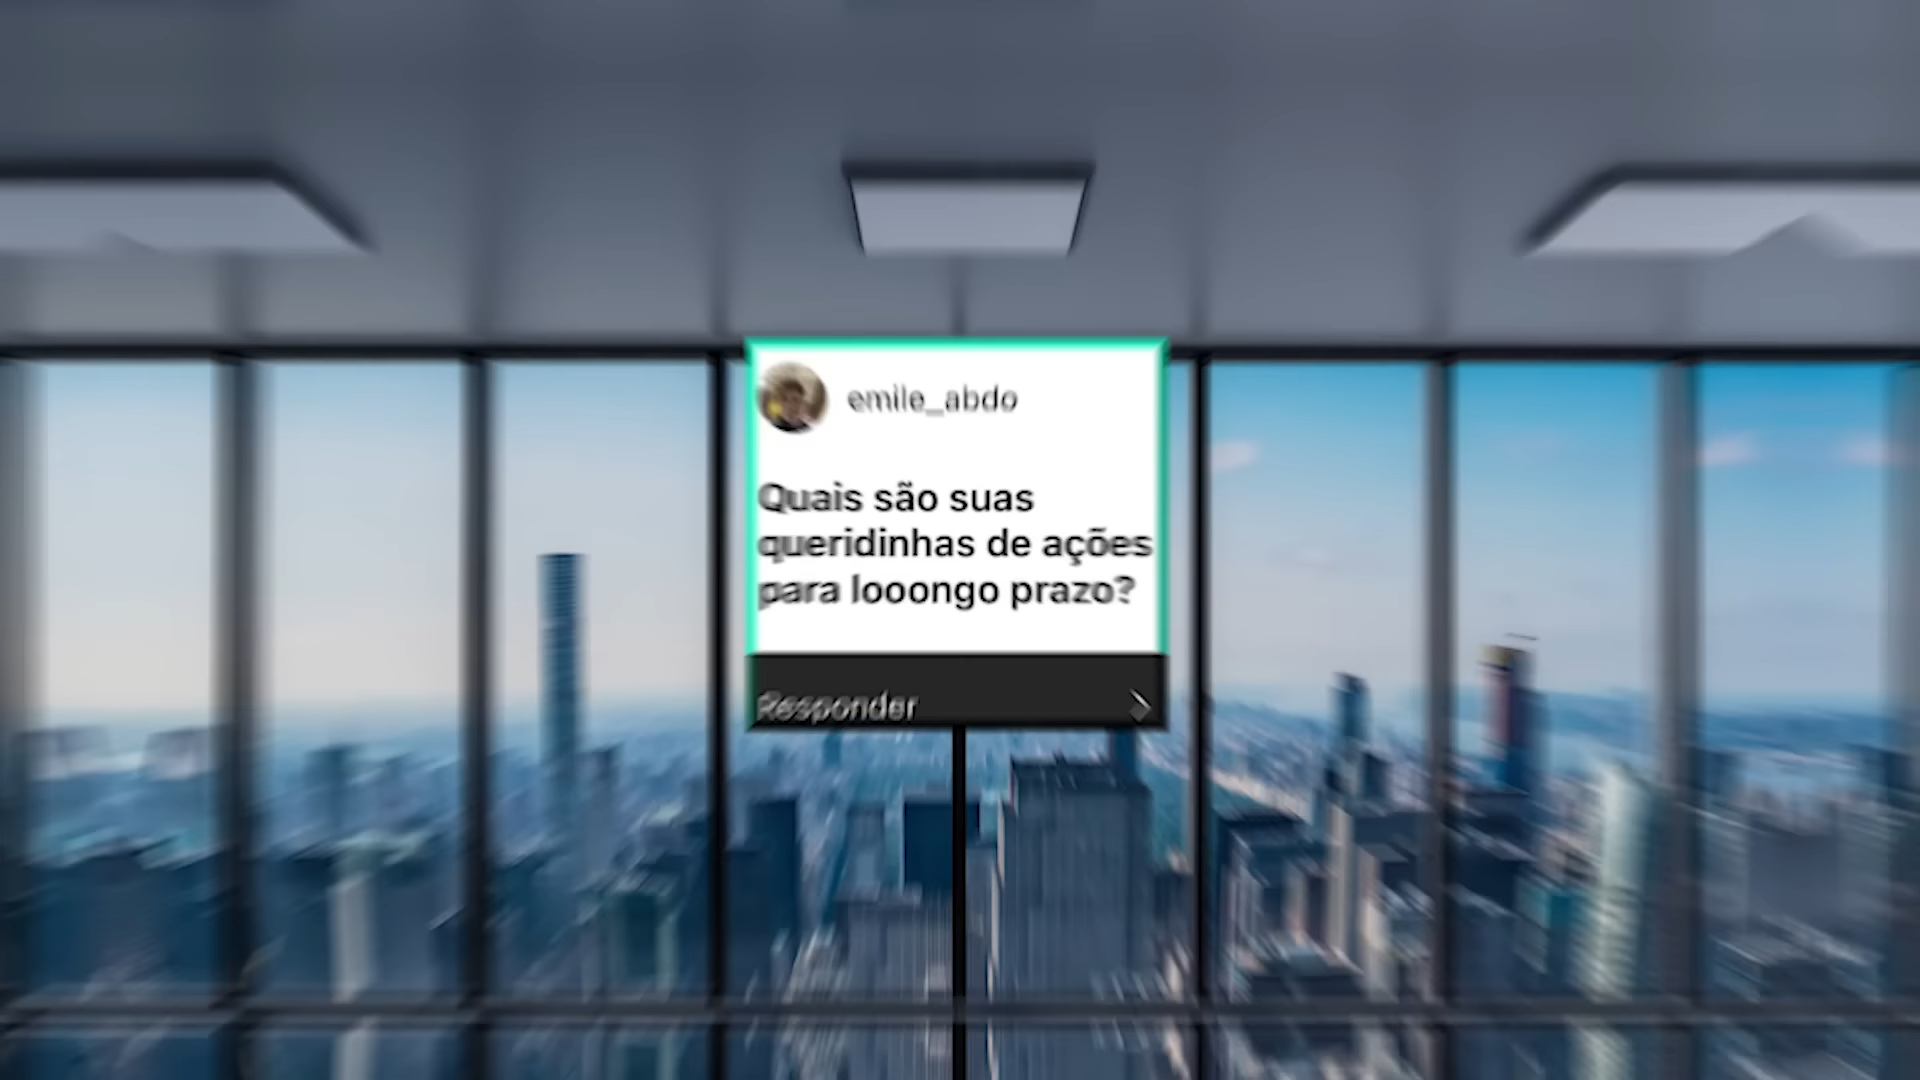 emile_abdo
Quais são suas
queridinhas de ações
para looongo prazo?
Responder